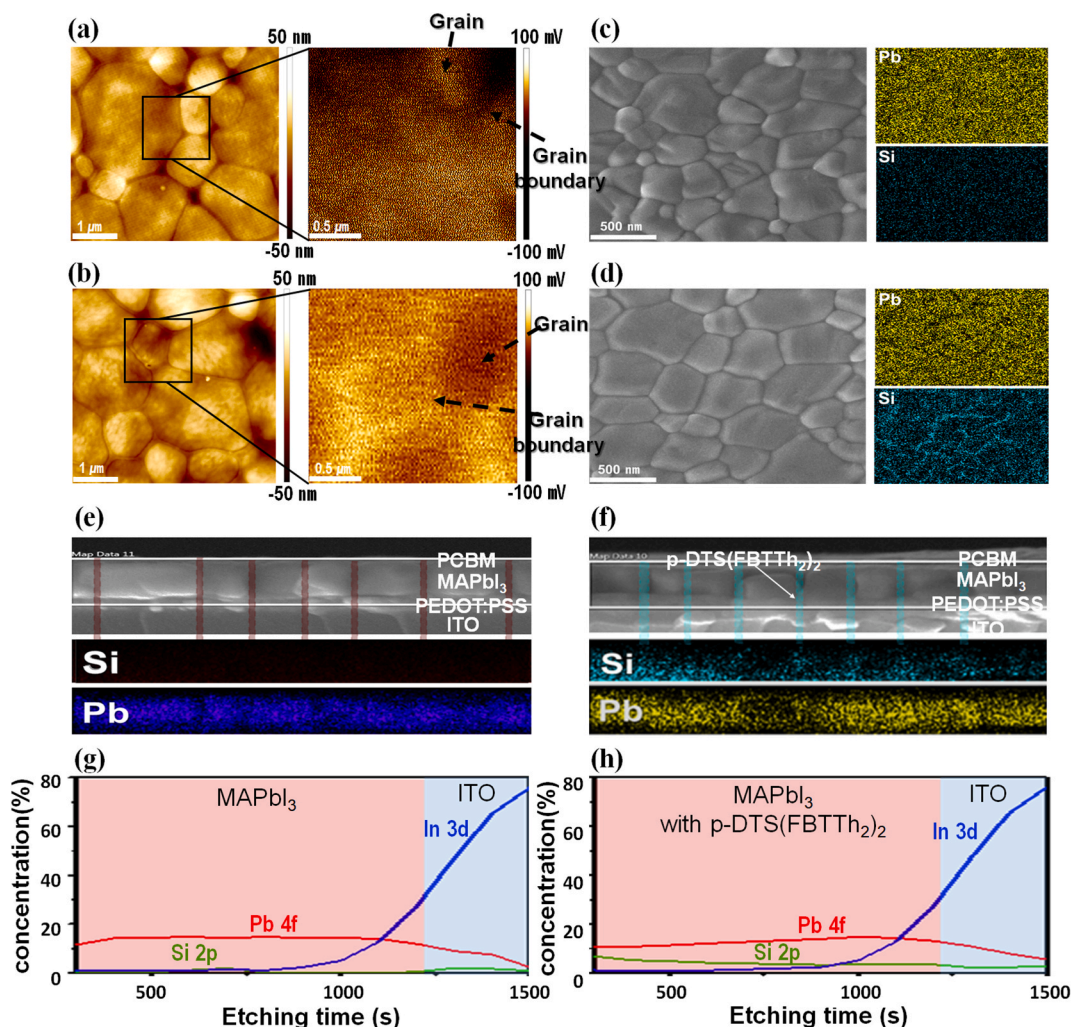 (a)
50 nm
Grain
100 mV
(c)
Pb
Grain
boundary
Si
1 µm
0.5 µm
500 nm
-50 nm
-100 mV
(b)
50 nm
100 mV
(d)
Pb
Grain
Grain
boundary
Si
1 µm
0.5 µm
500 nm
-50 nm
-100 mV
(e)
Map Data 11
PCBM
MAPbI3
PEDOT:PSS
ITO
Si
Pb
(f)
Map Data 10
p-DTS(FBTTh2)2
PCBM
MAPbI3
PEDOT:PSS
ITO
Si
Pb
(g)
concentration(%)
80
60
40
20
0
MAPbI3
ITO
In 3d
Pb 4f
Si 2p
500
1000
1500
Etching time (s)
(h)
concentration(%)
80
60
40
20
0
MAPbI3
with p-DTS(FBTTh2)2
ITO
In 3d
Pb 4f
Si 2p
500
1000
1500
Etching time (s)